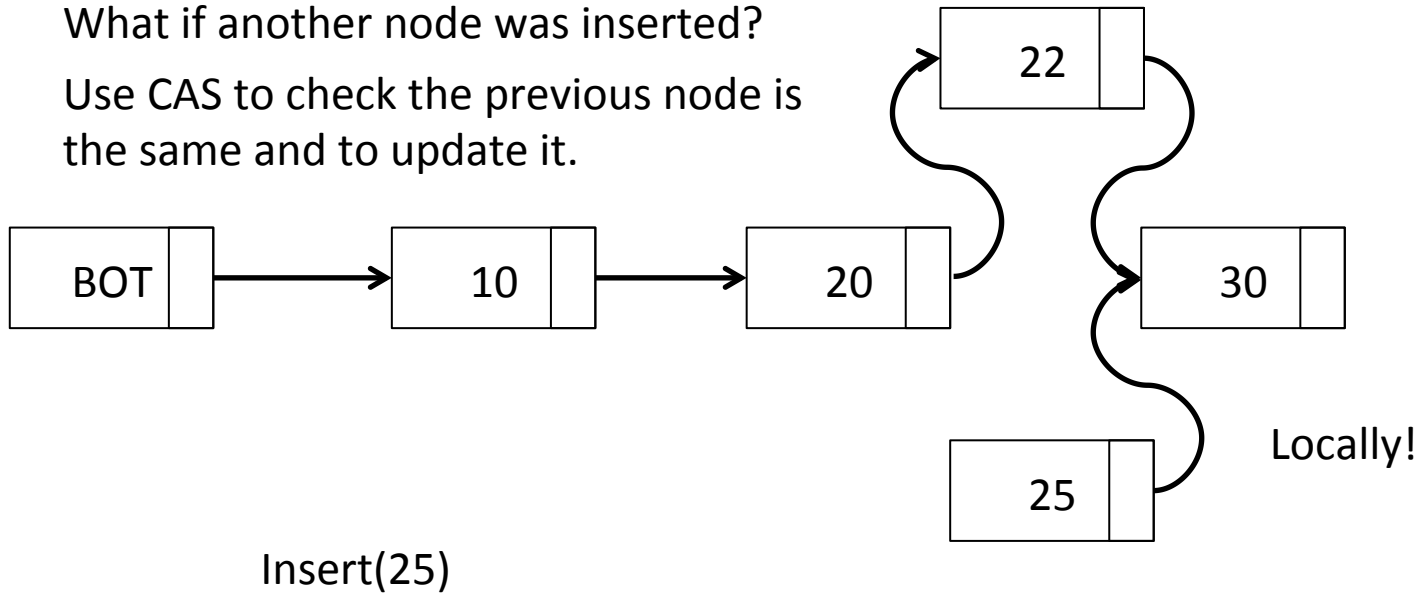 What if another node was inserted?
Use CAS to check the previous node is
the same and to update it.
22
BOT
10
20
30
Locally!
25
Insert(25)